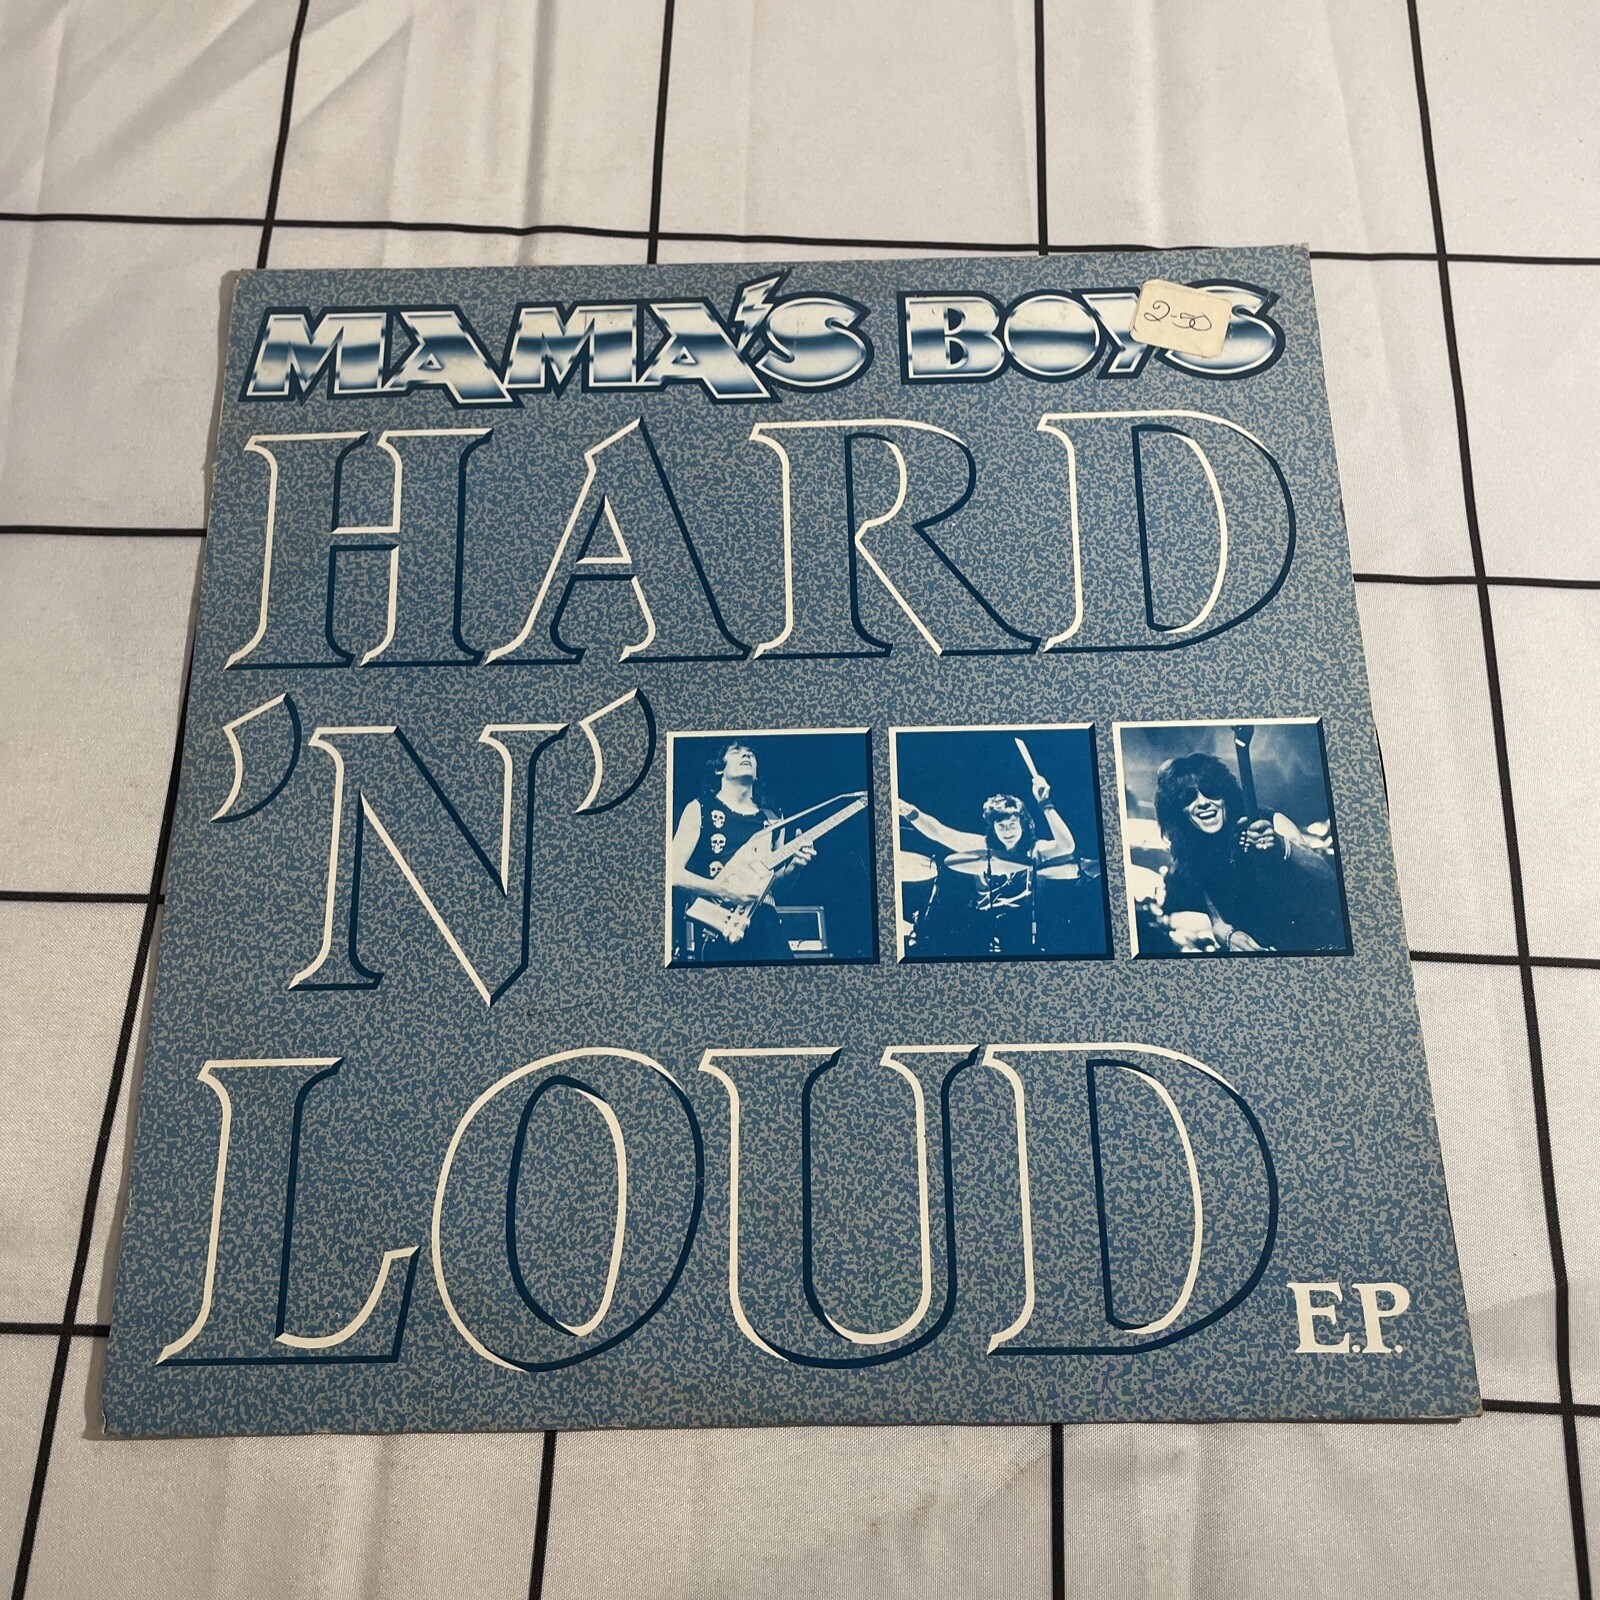 MAMA'S BOYS
2-50
HARD
'N'
LOUD
E.P.